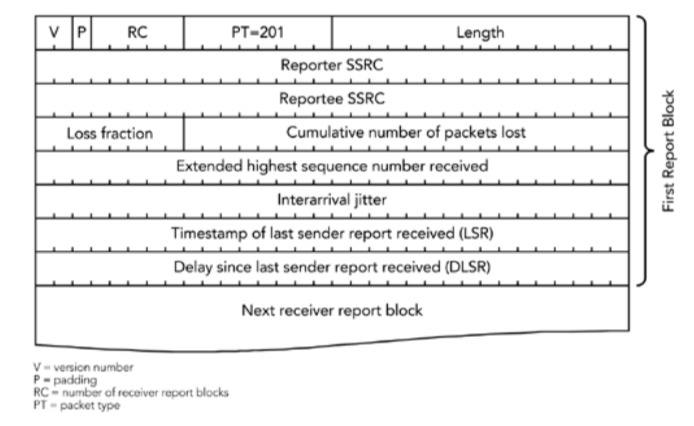 V P RC PT=201 Length
Reporter SSRC
Reportee SSRC
Loss fraction Cumulative number of packets lost
Extended highest sequence number received
Interarrival jitter
Timestamp of last sender report received (LSR)
Delay since last sender report received (DLSR)
Next receiver report block
First Report Block
V = version number
P = padding
RC = number of receiver report blocks
PT = packet type